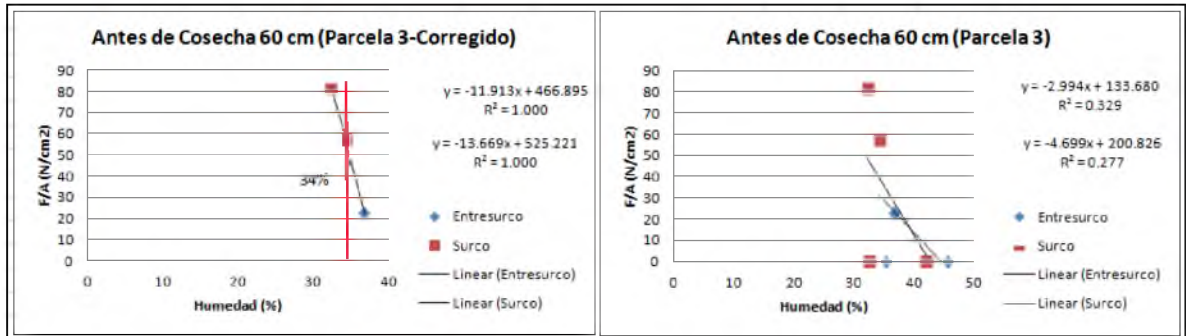 Antes de Cosecha 60 cm (Parcela 3-Corregido)
F/A (N/cm2)
90
80
70
60
50
40
30
20
10
0
34%
0
10
20
30
40
Humedad (%)
y = -11.913x + 466.895
R² = 1.000
y = -13.669x + 525.221
R² = 1.000
Entresurco
Surco
Linear (Entresurco)
Linear (Surco)
Antes de Cosecha 60 cm (Parcela 3)
F/A (N/cm2)
90
80
70
60
50
40
30
20
10
0
0
10
20
30
40
50
Humedad (%)
y = -2.994x + 133.680
R² = 0.329
y = -4.699x + 200.826
R² = 0.277
Entresurco
Surco
Linear (Entresurco)
Linear (Surco)